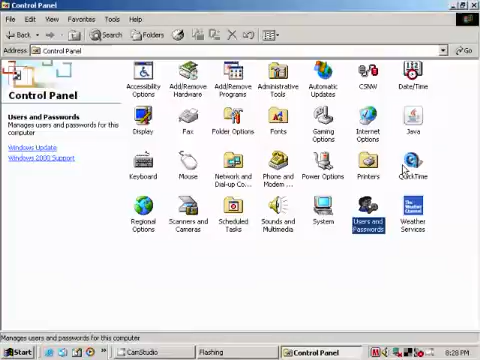 Control Panel
File Edit View Favorites Tools Help
Back Search Folders
Address Control Panel Go
Control Panel
Users and Passwords
Manages users and passwords for this
computer
Windows Update
Windows 2000 Support
Accessibility Options
Add/Remove Hardware
Add/Remove Programs
Administrative Tools
Automatic Updates
CSNW
Date/Time
Display
Fax
Folder Options
Fonts
Gaming Options
Internet Options
Java
Keyboard
Mouse
Network and Dial-up Co...
Phone and Modem ...
Power Options
Printers
QuickTime
Regional Options
Scanners and Cameras
Scheduled Tasks
Sounds and Multimedia
System
Users and Passwords
The Weather Channel
Weather Services
Manages users and passwords for this computer
Start CamStudio Flashing Control Panel 8:28 PM